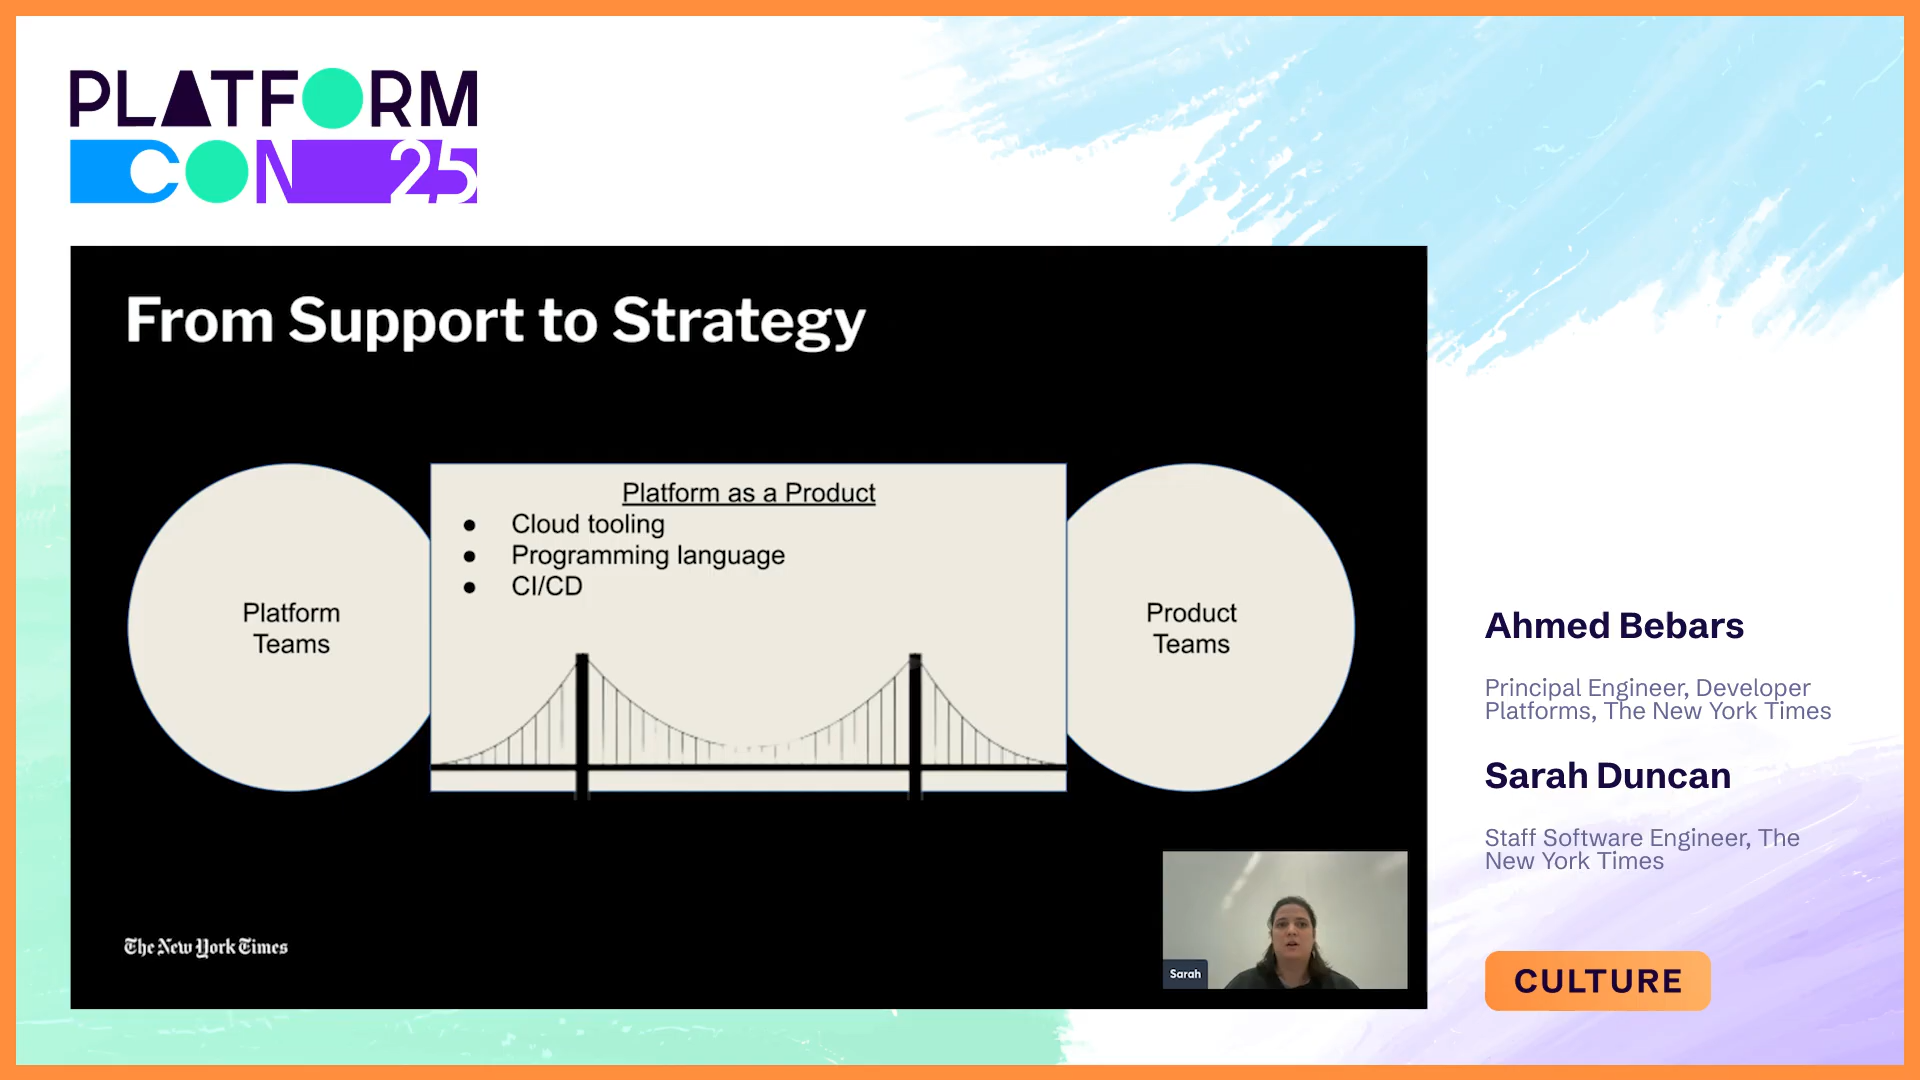 PLATFORM
CON 25
From Support to Strategy
Platform as a Product
● Cloud tooling
● Programming language
● CI/CD
Platform
Teams
Product
Teams
The New York Times
Sarah
Ahmed Bebars
Principal Engineer, Developer
Platforms, The New York Times
Sarah Duncan
Staff Software Engineer, The
New York Times
CULTURE